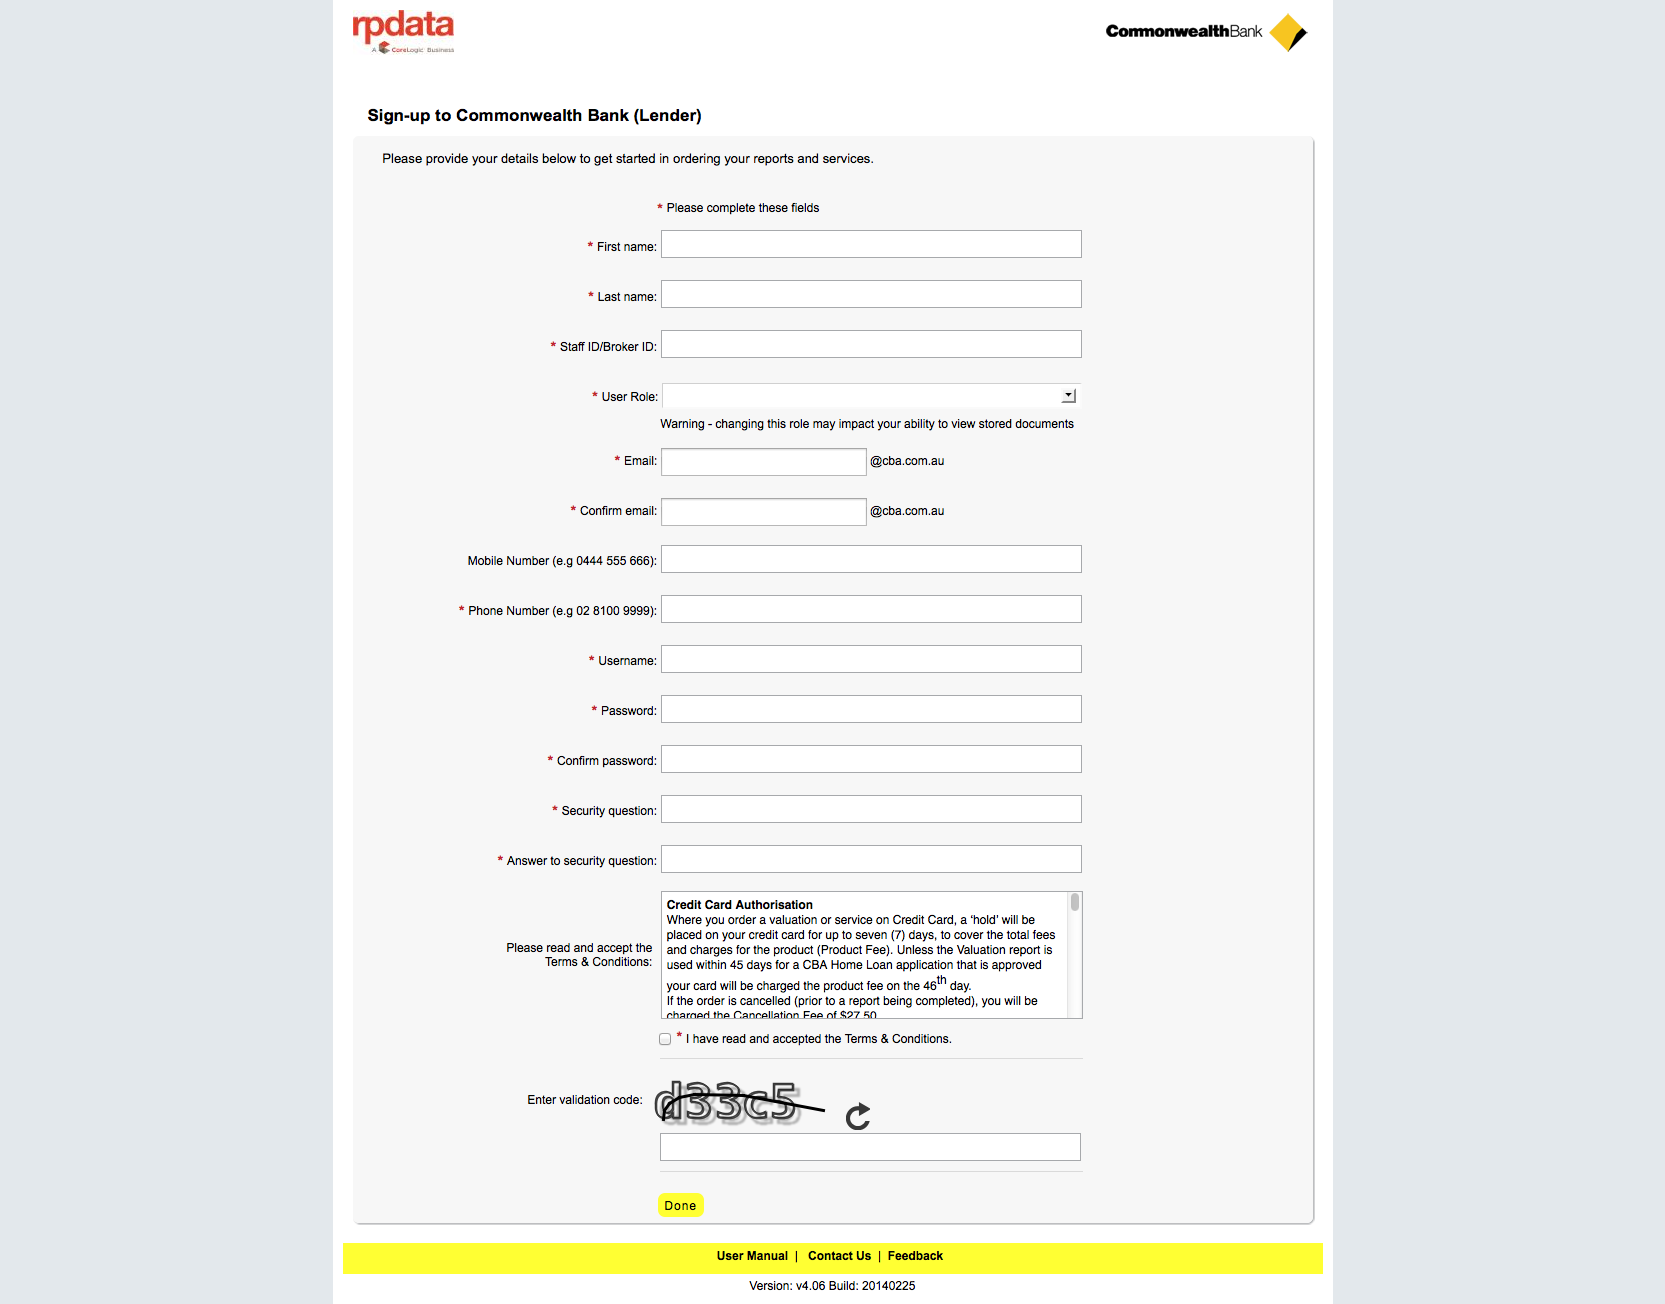 rpdata
A CoreLogic Business
CommonwealthBank
Sign-up to Commonwealth Bank (Lender)
Please provide your details below to get started in ordering your reports and services.
* Please complete these fields
* First name:
* Last name:
* Staff ID/Broker ID:
* User Role:
Warning - changing this role may impact your ability to view stored documents
* Email: @cba.com.au
* Confirm email: @cba.com.au
Mobile Number (e.g 0444 555 666):
* Phone Number (e.g 02 8100 9999):
* Username:
* Password:
* Confirm password:
* Security question:
* Answer to security question:
Please read and accept the
Terms & Conditions:
Credit Card Authorisation
Where you order a valuation or service on Credit Card, a ‘hold’ will be
placed on your credit card for up to seven (7) days, to cover the total fees
and charges for the product (Product Fee). Unless the Valuation report is
used within 45 days for a CBA Home Loan application that is approved
your card will be charged the product fee on the 46th day.
If the order is cancelled (prior to a report being completed), you will be
charged the Cancellation Fee of $27.50
* I have read and accepted the Terms & Conditions.
Enter validation code:
d33c5
Done
User Manual | Contact Us | Feedback
Version: v4.06 Build: 20140225